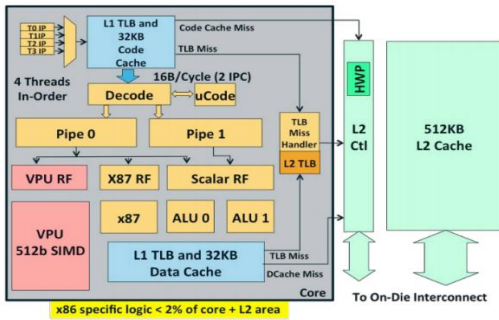 T0 IP
T1IP
T2 IP
T3 IP
L1 TLB and
32KB
Code
Cache
Code Cache Miss
TLB Miss
4 Threads
In-Order
16B/Cycle (2 IPC)
Decode
uCode
Pipe 0
Pipe 1
TLB
Miss
Handler
L2 TLB
HWP
L2
Ctl
512KB
L2 Cache
VPU RF
X87 RF
Scalar RF
VPU
512b SIMD
x87
ALU 0
ALU 1
L1 TLB and 32KB
Data Cache
TLB Miss
DCache Miss
Core
To On-Die Interconnect
x86 specific logic < 2% of core + L2 area